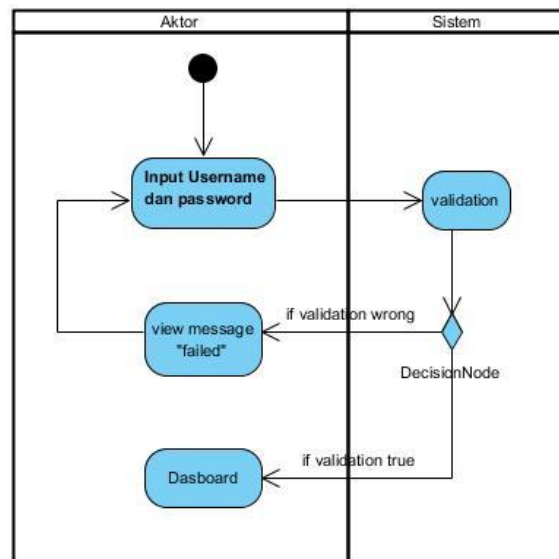 Aktor
Sistem
Input Username
dan password
validation
if validation wrong
view message
"failed"
DecisionNode
if validation true
Dasboard